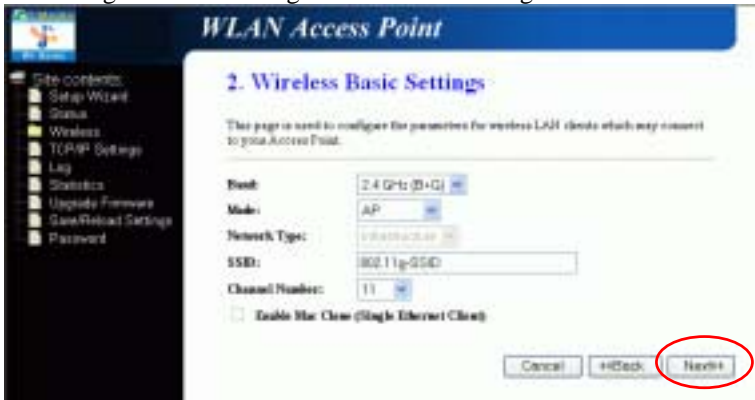 WLAN Access Point
Site contents:
Setup Wizard
Status
Wireless
TCP/IP Settings
Log
Statistics
Upgrade Firmware
Save/Reload Settings
Password
2. Wireless Basic Settings
This page is used to configure the parameters for wireless LAN clients which may connect
to your Access Point.
Band: 2.4 GHz (B+G)
Mode: AP
Network Type: Infrastructure
SSID: 802.11g-SSID
Channel Number: 11
Enable Mac Clone (Single Ethernet Client)
Cancel <<Back Next>>